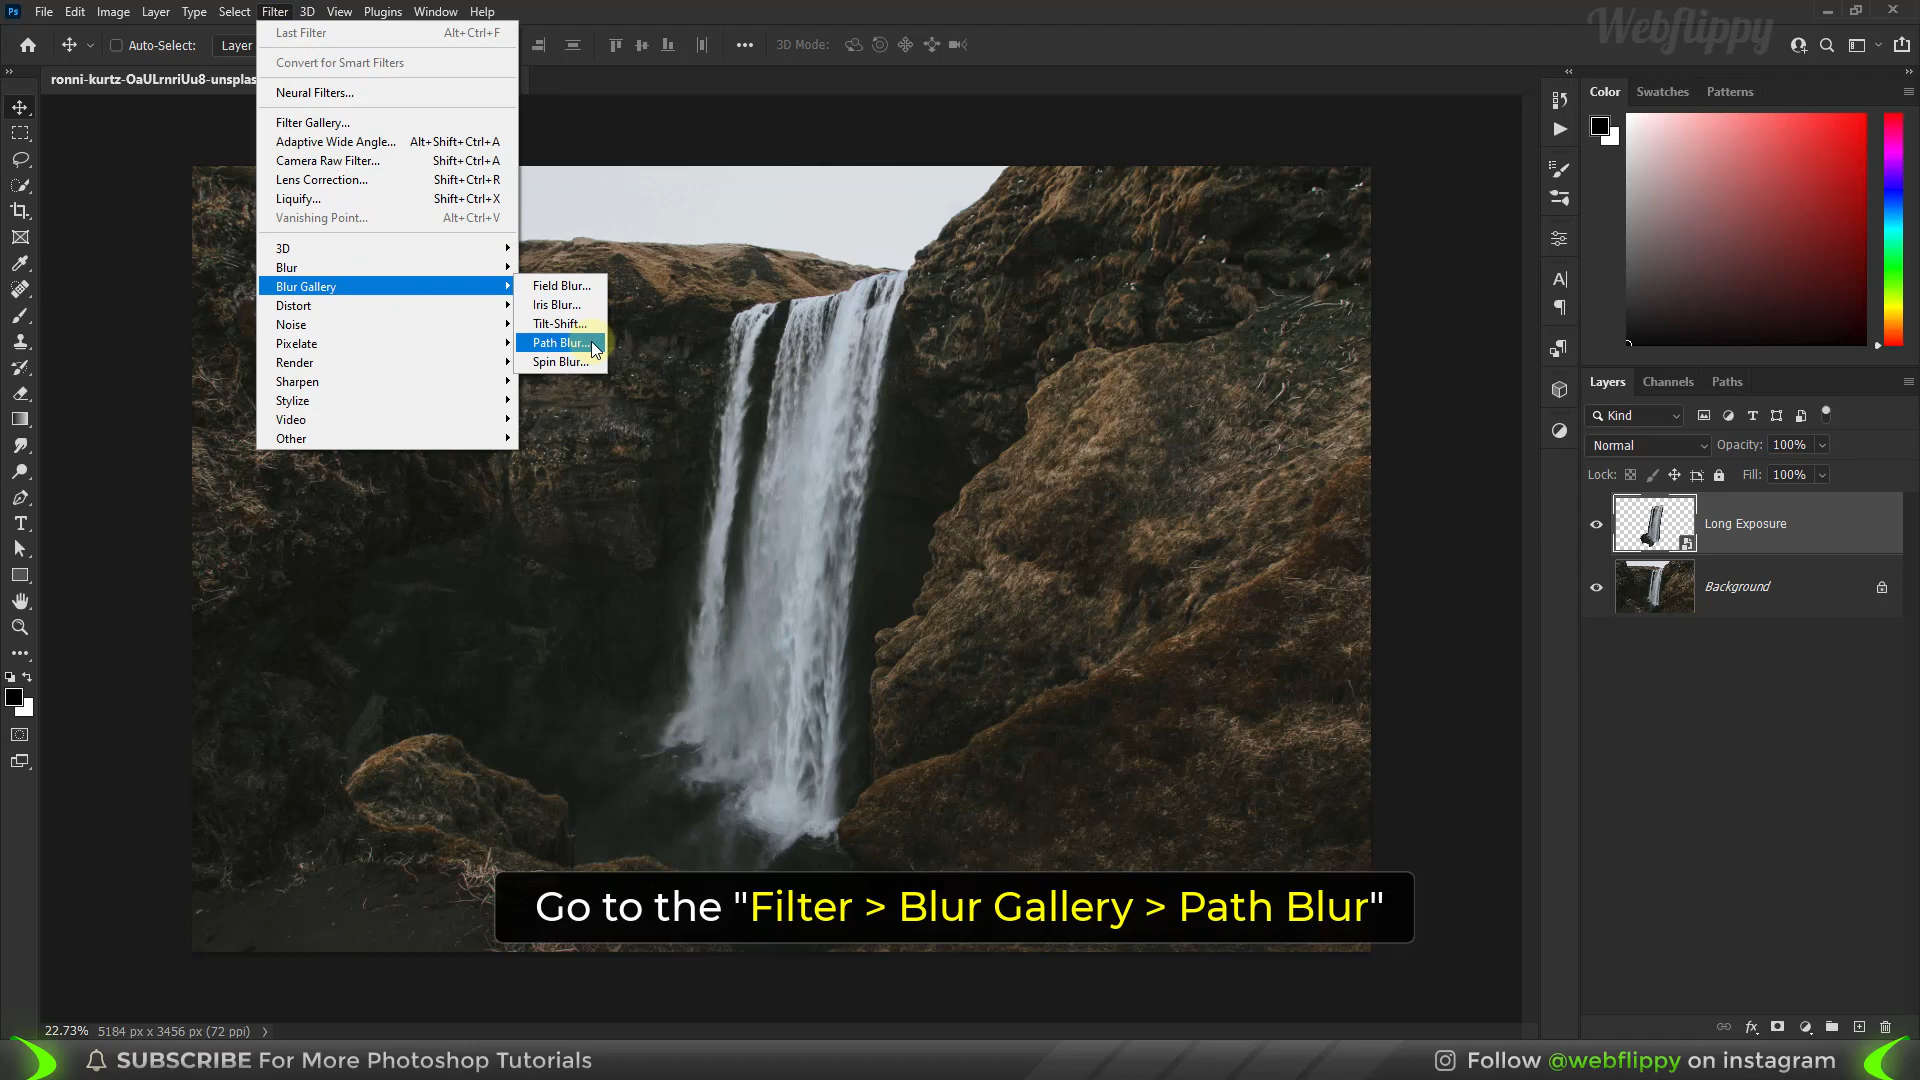 Ps File Edit Image Layer Type Select Filter 3D View Plugins Window Help
Webflippy
Auto-Select: Layer 3D Mode:
ronni-kurtz-OaULrnriUu8-unsplas
Last Filter Alt+Ctrl+F
Convert for Smart Filters
Neural Filters...
Filter Gallery...
Adaptive Wide Angle... Alt+Shift+Ctrl+A
Camera Raw Filter... Shift+Ctrl+A
Lens Correction... Shift+Ctrl+R
Liquify... Shift+Ctrl+X
Vanishing Point... Alt+Ctrl+V
3D
Blur
Blur Gallery
Distort
Noise
Pixelate
Render
Sharpen
Stylize
Video
Other
Field Blur...
Iris Blur...
Tilt-Shift...
Path Blur...
Spin Blur...
Color Swatches Patterns
Layers Channels Paths
Kind
Normal Opacity: 100%
Lock: Fill: 100%
Long Exposure
Background
Go to the "Filter > Blur Gallery > Path Blur"
22.73% 5184 px x 3456 px (72 ppi)
SUBSCRIBE For More Photoshop Tutorials
Follow @webflippy on instagram